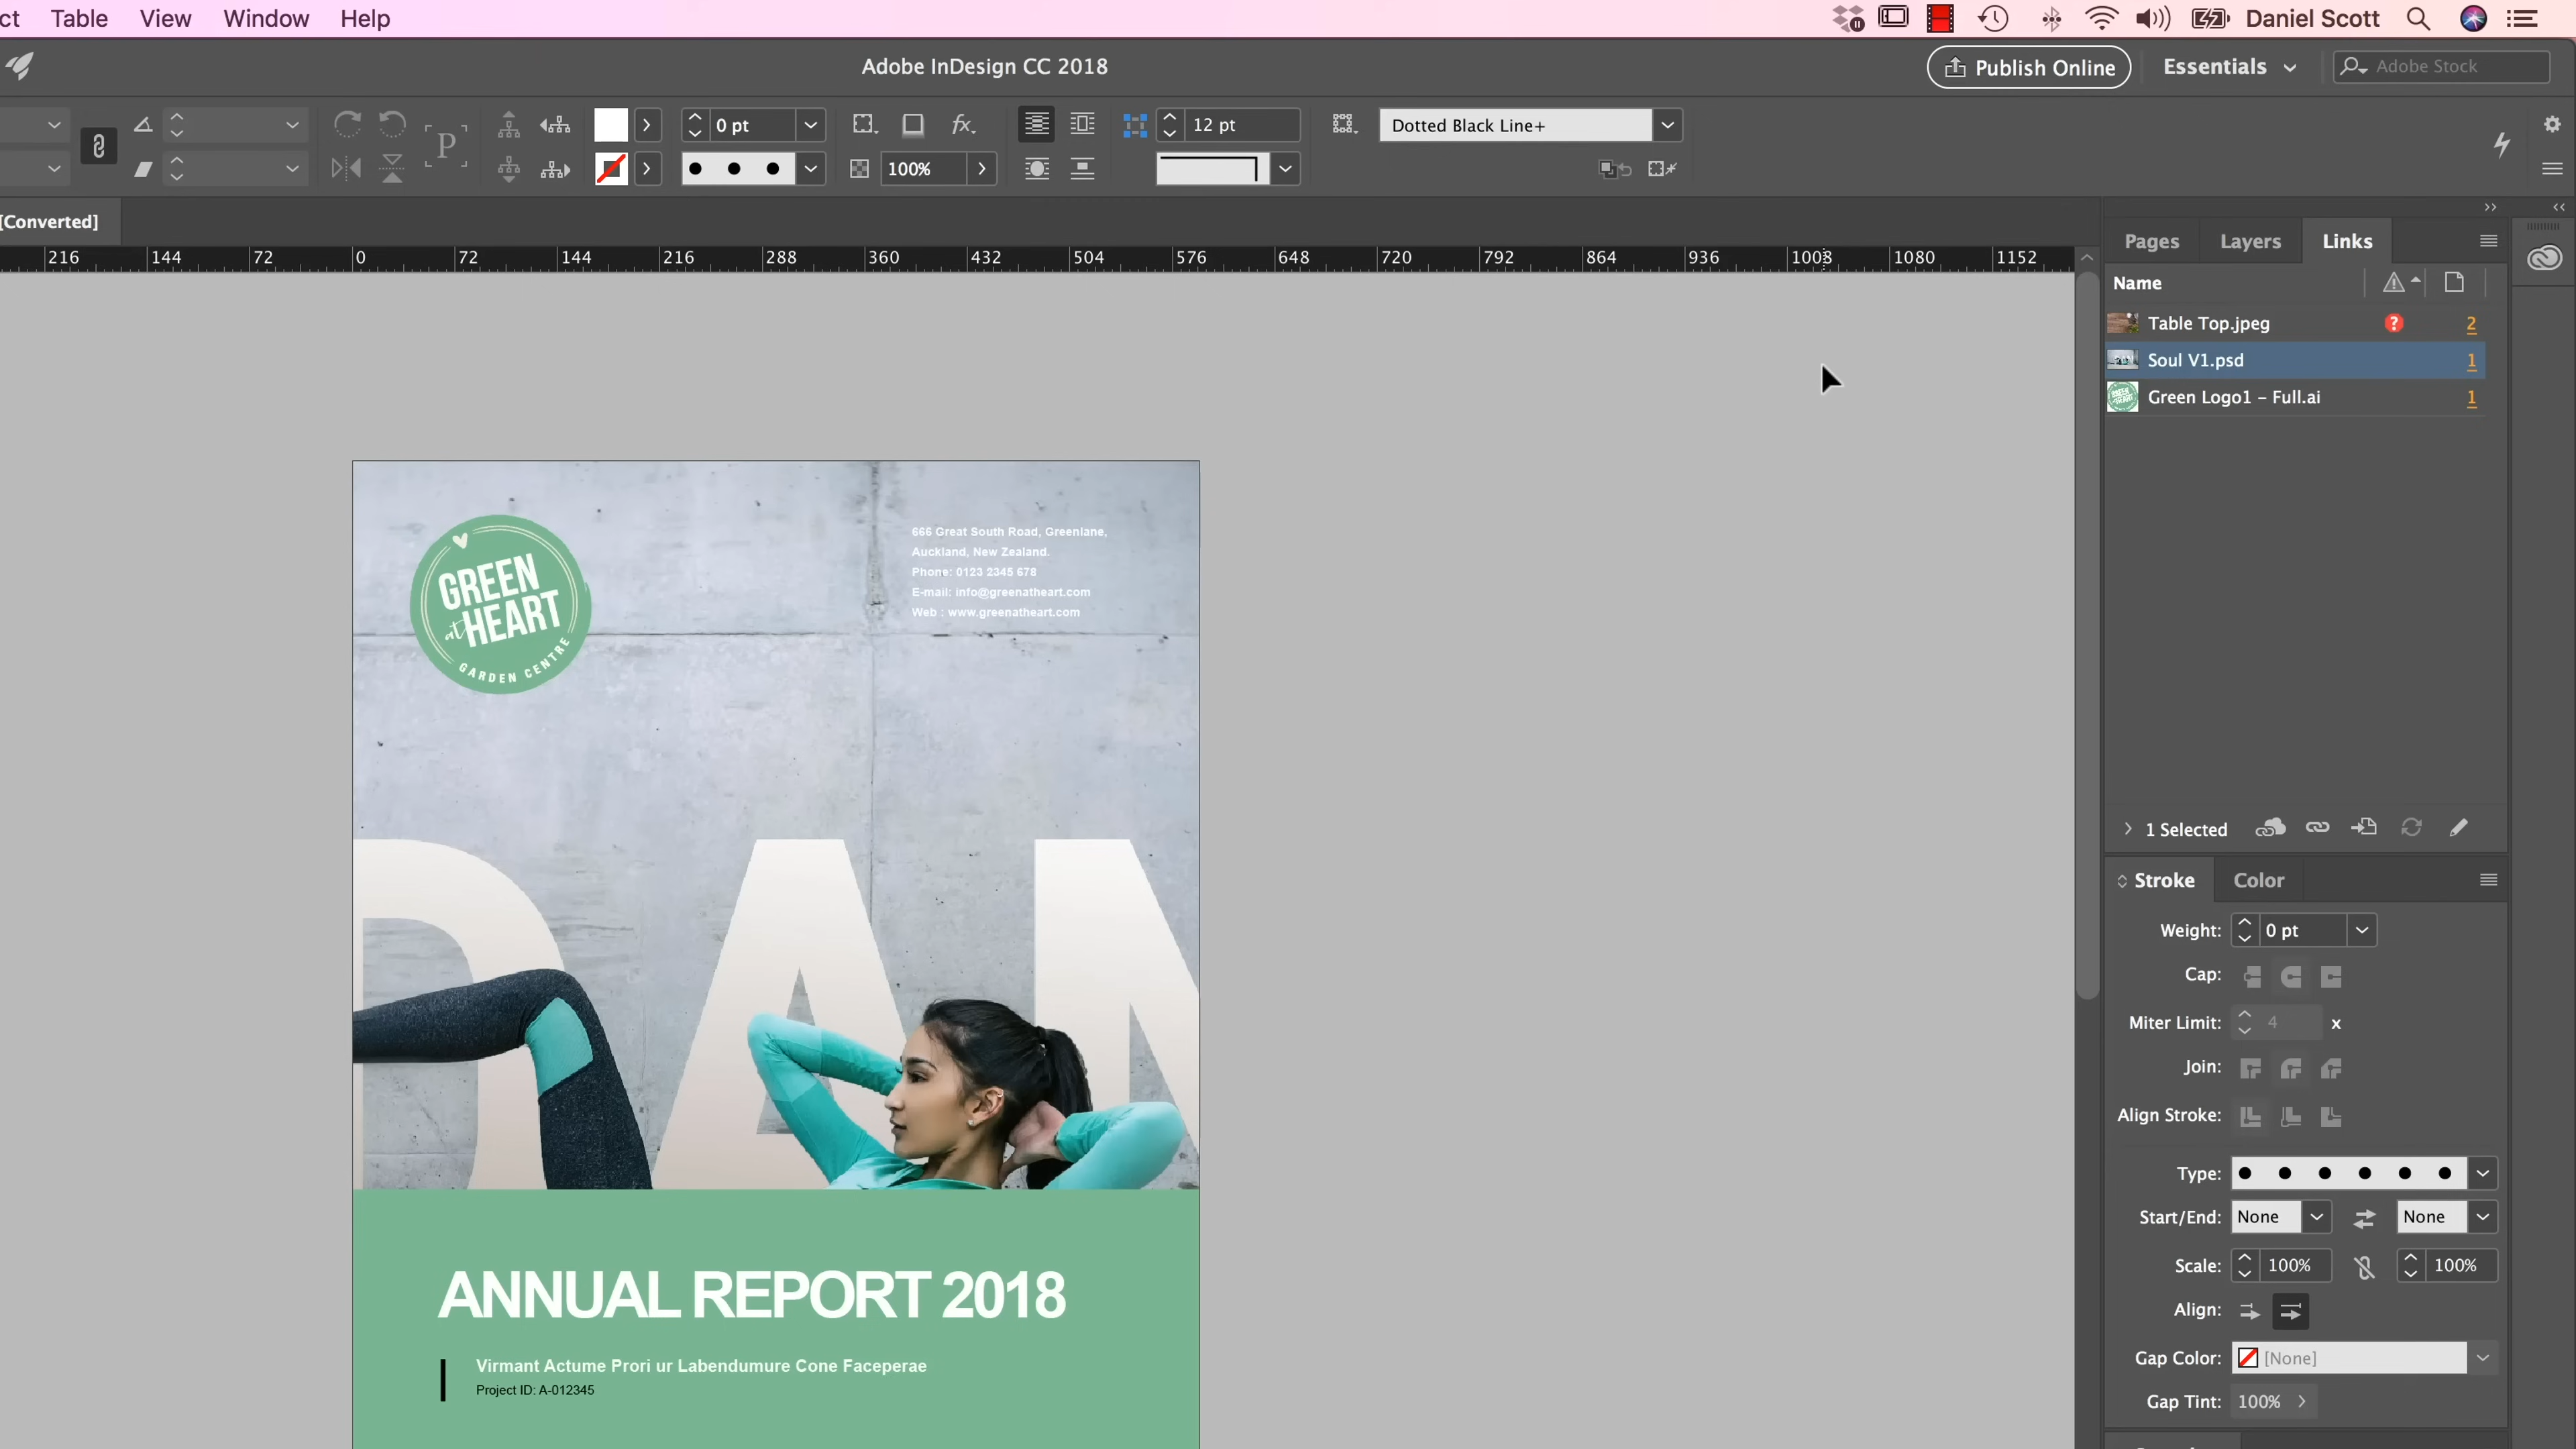 ct Table View Window Help Daniel Scott
Adobe InDesign CC 2018 Publish Online Essentials Adobe Stock
0 pt 12 pt Dotted Black Line+
P 100%
[Converted]
216 144 72 0 72 144 216 288 360 432 504 576 648 720 792 864 936 1008 1080 1152
Pages Layers Links
Name
Table Top.jpeg ? 2
Soul V1.psd 1
Green Logo1 – Full.ai 1
GREEN
at HEART
GARDEN CENTRE
666 Great South Road, Greenlane,
Auckland, New Zealand.
Phone: 0123 2345 678
E-mail: info@greenatheart.com
Web : www.greenatheart.com
DAN
ANNUAL REPORT 2018
Virmant Actume Prori ur Labendumure Cone Faceperae
Project ID: A-012345
1 Selected
Stroke Color
Weight: 0 pt
Cap:
Miter Limit: 4 x
Join:
Align Stroke:
Type:
Start/End: None None
Scale: 100% 100%
Align:
Gap Color: [None]
Gap Tint: 100%